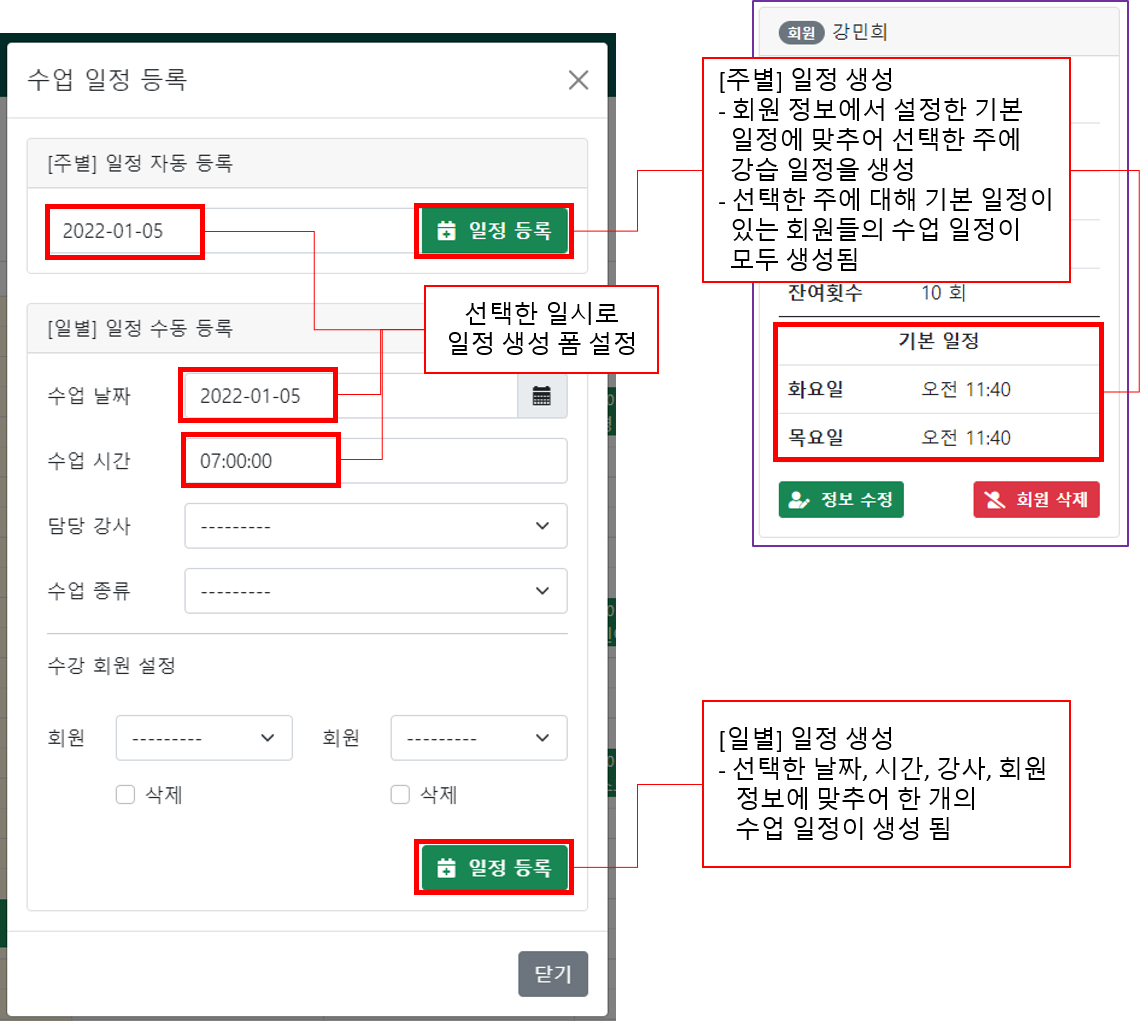 수업 일정 등록
[주별] 일정 자동 등록
2022-01-05
일정 등록
선택한 일시로
일정 생성 폼 설정
[일별] 일정 수동 등록
수업 날짜
2022-01-05
수업 시간
07:00:00
담당 강사
---------
수업 종류
---------
수강 회원 설정
회원
---------
회원
---------
삭제
삭제
일정 등록
닫기
회원 강민희
[주별] 일정 생성
- 회원 정보에서 설정한 기본
일정에 맞추어 선택한 주에
강습 일정을 생성
- 선택한 주에 대해 기본 일정이
있는 회원들의 수업 일정이
모두 생성됨
잔여횟수 10 회
기본 일정
화요일 오전 11:40
목요일 오전 11:40
정보 수정
회원 삭제
[일별] 일정 생성
- 선택한 날짜, 시간, 강사, 회원
정보에 맞추어 한 개의
수업 일정이 생성 됨